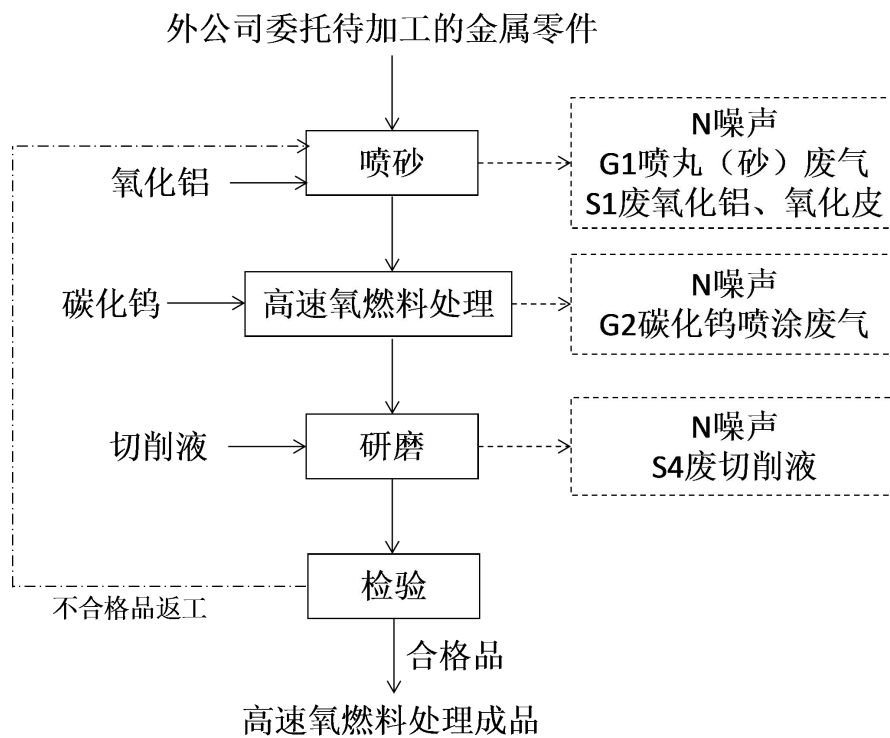 外公司委托待加工的金属零件
喷砂
氧化铝
N噪声
G1喷丸（砂）废气
S1废氧化铝、氧化皮
碳化钨
高速氧燃料处理
N噪声
G2碳化钨喷涂废气
切削液
研磨
N噪声
S4废切削液
检验
不合格品返工
合格品
高速氧燃料处理成品